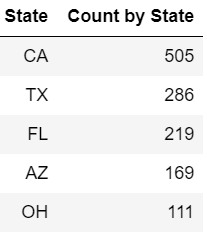 State Count by State
CA 505
TX 286
FL 219
AZ 169
OH 111